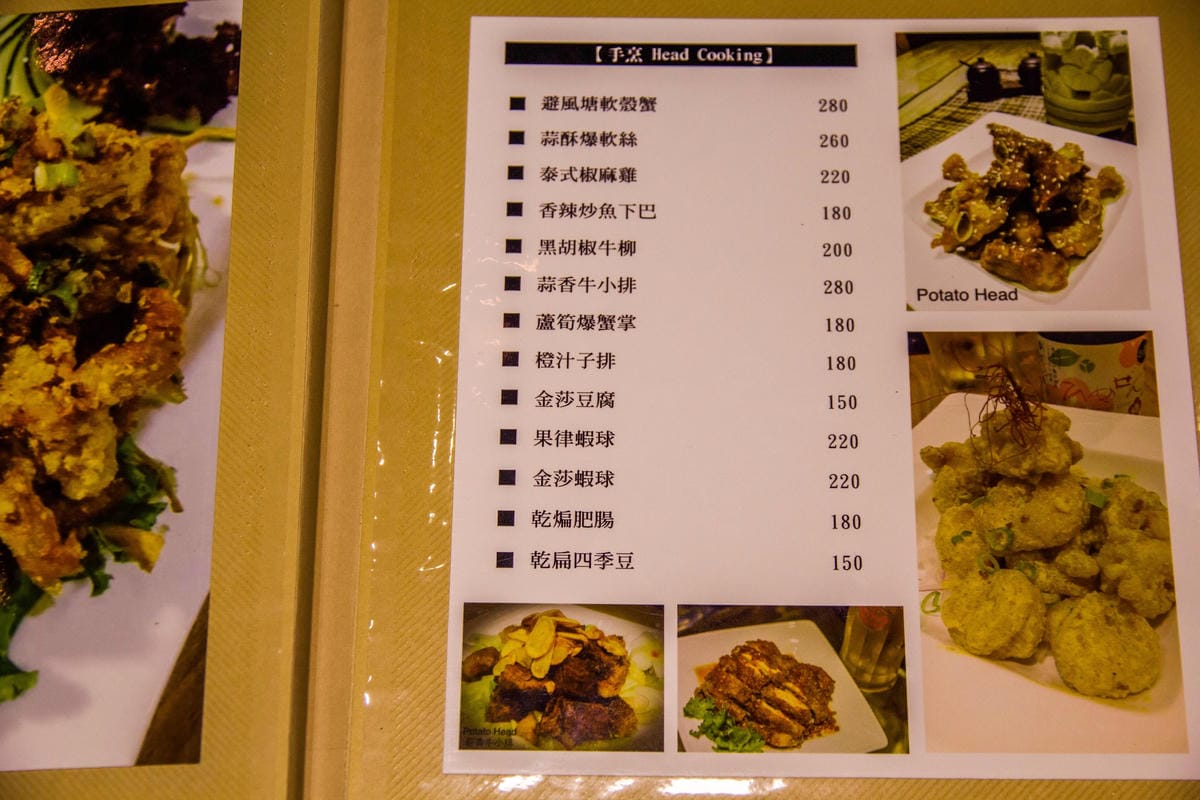 【手烹 Head Cooking】
■ 避風塘軟殼蟹 280
■ 蒜酥爆軟絲 260
■ 泰式椒麻雞 220
■ 香辣炒魚下巴 180
■ 黑胡椒牛柳 200
■ 蒜香牛小排 280
■ 蘆筍爆蟹掌 180
■ 橙汁子排 180
■ 金莎豆腐 150
■ 果律蝦球 220
■ 金莎蝦球 220
■ 乾煸肥腸 180
■ 乾扁四季豆 150
Potato Head
Potato Head
蒜香牛小排